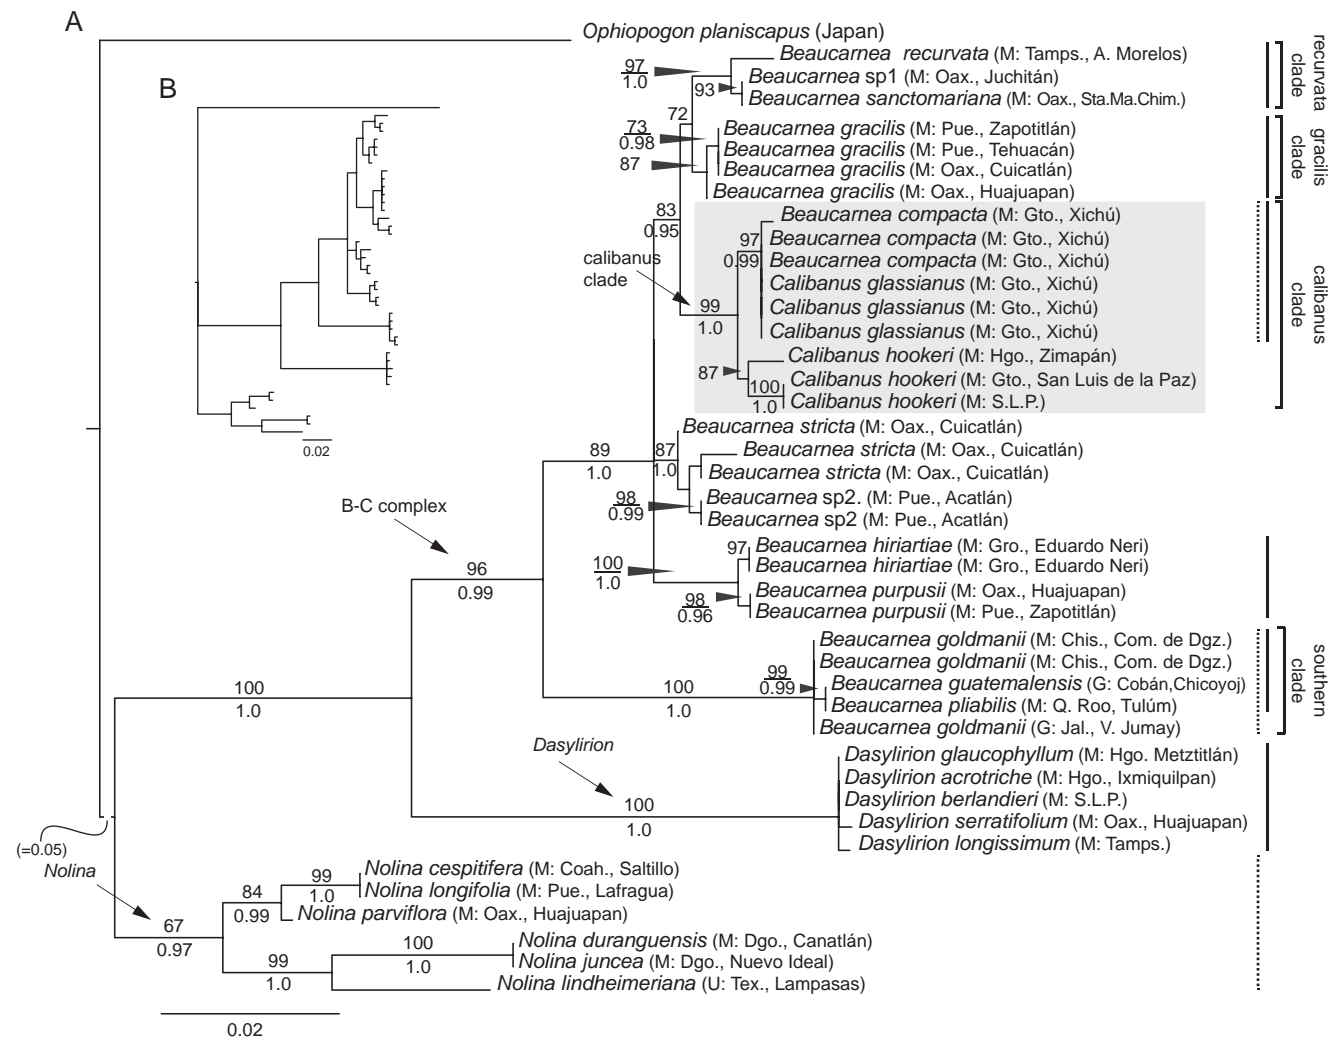 A
Ophiopogon planiscapus (Japan)
Beaucarnea recurvata (M: Tamps., A. Morelos)
97
1.0
Beaucarnea sp1 (M: Oax., Juchitán)
93
Beaucarnea sanctomariana (M: Oax., Sta.Ma.Chim.)
recurvata
clade
B
72
73
0.98
Beaucarnea gracilis (M: Pue., Zapotitlán)
Beaucarnea gracilis (M: Pue., Tehuacán)
87
Beaucarnea gracilis (M: Oax., Cuicatlán)
Beaucarnea gracilis (M: Oax., Huajuapan)
gracilis
clade
83
0.95
Beaucarnea compacta (M: Gto., Xichú)
97
0.99
Beaucarnea compacta (M: Gto., Xichú)
Beaucarnea compacta (M: Gto., Xichú)
calibanus
clade
Calibanus glassianus (M: Gto., Xichú)
99
1.0
Calibanus glassianus (M: Gto., Xichú)
Calibanus glassianus (M: Gto., Xichú)
Calibanus hookeri (M: Hgo., Zimapán)
87
Calibanus hookeri (M: Gto., San Luis de la Paz)
100
1.0
Calibanus hookeri (M: S.L.P.)
calibanus
clade
0.02
Beaucarnea stricta (M: Oax., Cuicatlán)
89
1.0
87
1.0
Beaucarnea stricta (M: Oax., Cuicatlán)
Beaucarnea stricta (M: Oax., Cuicatlán)
98
0.99
Beaucarnea sp2. (M: Pue., Acatlán)
Beaucarnea sp2 (M: Pue., Acatlán)
B-C complex
97
Beaucarnea hiriartiae (M: Gro., Eduardo Neri)
Beaucarnea hiriartiae (M: Gro., Eduardo Neri)
100
1.0
96
0.99
98
0.96
Beaucarnea purpusii (M: Oax., Huajuapan)
Beaucarnea purpusii (M: Pue., Zapotitlán)
Beaucarnea goldmanii (M: Chis., Com. de Dgz.)
Beaucarnea goldmanii (M: Chis., Com. de Dgz.)
100
1.0
100
1.0
99
0.99
Beaucarnea guatemalensis (G: Cobán,Chicoyoj)
Beaucarnea pliabilis (M: Q. Roo, Tulúm)
Beaucarnea goldmanii (G: Jal., V. Jumay)
southern
clade
Dasylirion
Dasylirion glaucophyllum (M: Hgo. Metztitlán)
Dasylirion acrotriche (M: Hgo., Ixmiquilpan)
100
1.0
Dasylirion berlandieri (M: S.L.P.)
Dasylirion serratifolium (M: Oax., Huajuapan)
Dasylirion longissimum (M: Tamps.)
(=0.05)
Nolina
99
1.0
Nolina cespitifera (M: Coah., Saltillo)
Nolina longifolia (M: Pue., Lafragua)
84
0.99
Nolina parviflora (M: Oax., Huajuapan)
67
0.97
100
1.0
Nolina duranguensis (M: Dgo., Canatlán)
Nolina juncea (M: Dgo., Nuevo Ideal)
99
1.0
Nolina lindheimeriana (U: Tex., Lampasas)
0.02